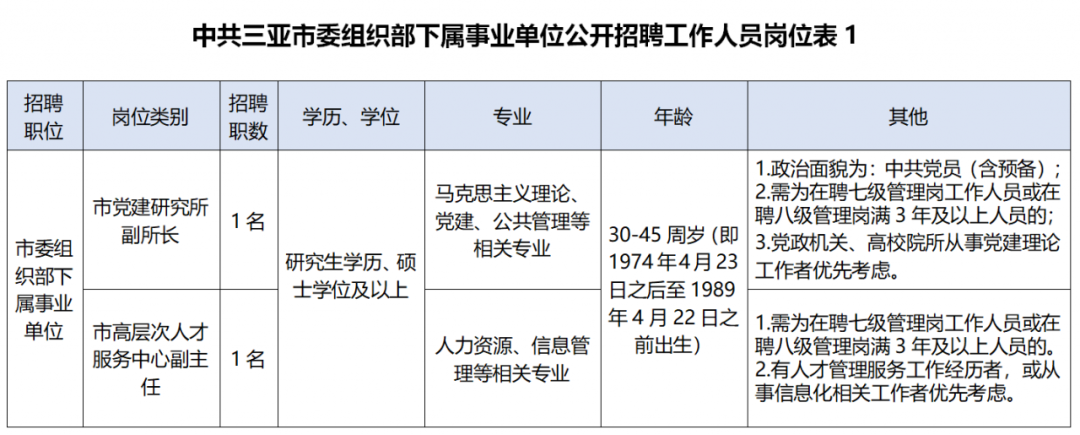 中共三亚市委组织部下属事业单位公开招聘工作人员岗位表 1
招聘
职位
岗位类别
招聘
职数
学历、学位
专业
年龄
其他
市委组
织部下
属事业
单位
市党建研究所
副所长
1 名
研究生学历、硕
士学位及以上
马克思主义理论、
党建、公共管理等
相关专业
30-45 周岁（即
1974 年 4 月 23
日之后至 1989
年 4 月 22 日之
前出生）
1.政治面貌为：中共党员（含预备）;
2.需为在聘七级管理岗工作人员或在
聘八级管理岗满 3 年及以上人员的;
3.党政机关、高校院所从事党建理论
工作者优先考虑。
市高层次人才
服务中心副主
任
1 名
人力资源、信息管
理等相关专业
1.需为在聘七级管理岗工作人员或在
聘八级管理岗满 3 年及以上人员的。
2.有人才管理服务工作经历者，或从
事信息化相关工作者优先考虑。